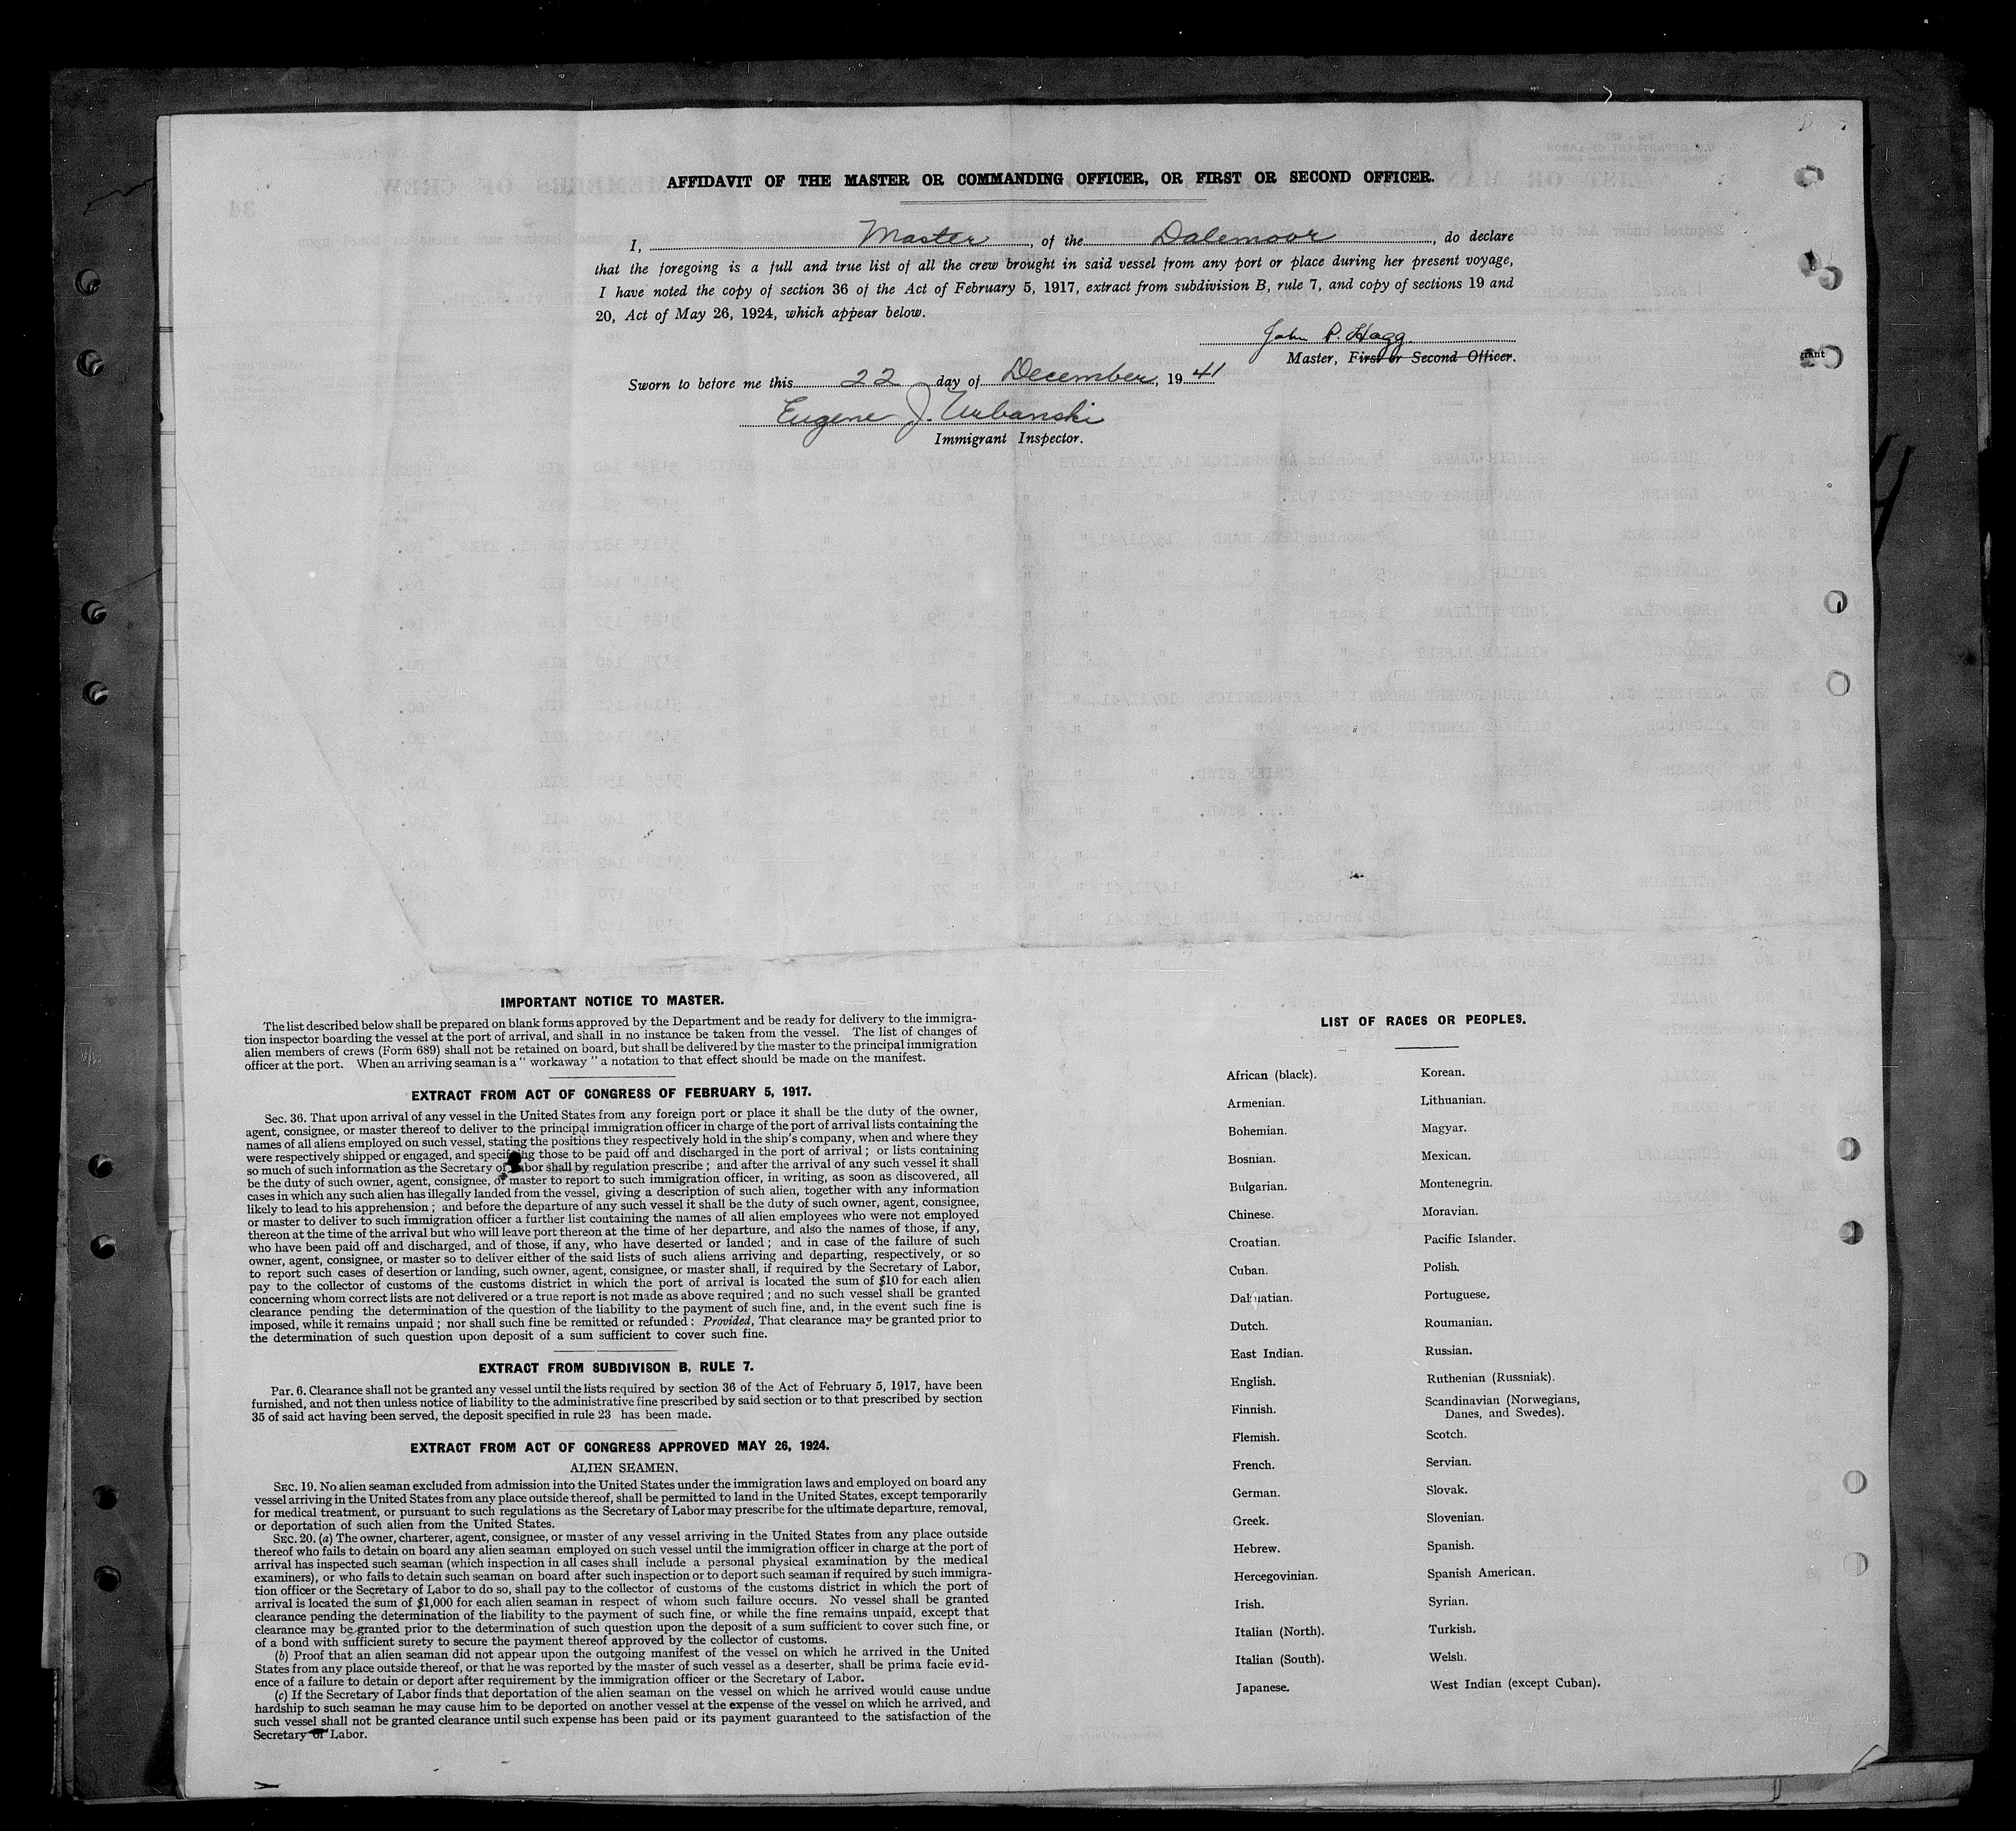 AFFIDAVIT OF THE MASTER OR COMMANDING OFFICER, OR FIRST OR SECOND OFFICER.
I, Master, of the Dalemoor, do declare
that the foregoing is a full and true list of all the crew brought in said vessel from any port or place during her present voyage,
I have noted the copy of section 36 of the Act of February 5, 1917, extract from subdivision B, rule 7, and copy of sections 19 and
20, Act of May 26, 1924, which appear below.
John P. Hogg.
Master, First or Second Officer.
Sworn to before me this 22 day of December, 1941
Eugene J. Urbanski
Immigrant Inspector.
IMPORTANT NOTICE TO MASTER.
The list described below shall be prepared on blank forms approved by the Department and be ready for delivery to the immigra-
tion inspector boarding the vessel at the port of arrival, and shall in no instance be taken from the vessel. The list of changes of
alien members of crews (Form 689) shall not be retained on board, but shall be delivered by the master to the principal immigration
officer at the port. When an arriving seaman is a "workaway" a notation to that effect should be made on the manifest.
EXTRACT FROM ACT OF CONGRESS OF FEBRUARY 5, 1917.
Sec. 36. That upon arrival of any vessel in the United States from any foreign port or place it shall be the duty of the owner,
agent, consignee, or master thereof to deliver to the principal immigration officer in charge of the port of arrival lists containing the
names of all aliens employed on such vessel, stating the positions they respectively hold in the ship's company, when and where they
were respectively shipped or engaged, and specifying those to be paid off and discharged in the port of arrival; or lists containing
so much of such information as the Secretary of Labor shall by regulation prescribe; and after the arrival of any such vessel it shall
be the duty of such owner, agent, consignee, or master to report to such immigration officer, in writing, as soon as discovered, all
cases in which any such alien has illegally landed from the vessel, giving a description of such alien, together with any information
likely to lead to his apprehension; and before the departure of any such vessel it shall be the duty of such owner, agent, consignee,
or master to deliver to such immigration officer a further list containing the names of all alien employees who were not employed
thereon at the time of the arrival but who will leave port thereon at the time of her departure, and also the names of those, if any,
who have been paid off and discharged, and of those, if any, who have deserted or landed; and in case of the failure of such
owner, agent, consignee, or master so to deliver either of the said lists of such aliens arriving and departing, respectively, or so
to report such cases of desertion or landing, such owner, agent, consignee, or master shall, if required by the Secretary of Labor,
pay to the collector of customs of the customs district in which the port of arrival is located the sum of $10 for each alien
concerning whom correct lists are not delivered or a true report is not made as above required; and no such vessel shall be granted
clearance pending the determination of the question of the liability to the payment of such fine, and, in the event such fine is
imposed, while it remains unpaid; nor shall such fine be remitted or refunded: Provided, That clearance may be granted prior to
the determination of such question upon deposit of a sum sufficient to cover such fine.
EXTRACT FROM SUBDIVISON B, RULE 7.
Par. 6. Clearance shall not be granted any vessel until the lists required by section 36 of the Act of February 5, 1917, have been
furnished, and not then unless notice of liability to the administrative fine prescribed by said section or to that prescribed by section
35 of said act having been served, the deposit specified in rule 23 has been made.
EXTRACT FROM ACT OF CONGRESS APPROVED MAY 26, 1924.
ALIEN SEAMEN.
SEC. 19. No alien seaman excluded from admission into the United States under the immigration laws and employed on board any
vessel arriving in the United States from any place outside thereof, shall be permitted to land in the United States, except temporarily
for medical treatment, or pursuant to such regulations as the Secretary of Labor may prescribe for the ultimate departure, removal,
or deportation of such alien from the United States.
SEC. 20. (a) The owner, charterer, agent, consignee, or master of any vessel arriving in the United States from any place outside
thereof who fails to detain on board any alien seaman employed on such vessel until the immigration officer in charge at the port of
arrival has inspected such seaman (which inspection in all cases shall include a personal physical examination by the medical
examiners), or who fails to detain such seaman on board after such inspection or to deport such seaman if required by such immigra-
tion officer or the Secretary of Labor to do so, shall pay to the collector of customs of the customs district in which the port of
arrival is located the sum of $1,000 for each alien seaman in respect of whom such failure occurs. No vessel shall be granted
clearance pending the determination of the liability to the payment of such fine, or while the fine remains unpaid, except that
clearance may be granted prior to the determination of such question upon the deposit of a sum sufficient to cover such fine, or
of a bond with sufficient surety to secure the payment thereof approved by the collector of customs.
(b) Proof that an alien seaman did not appear upon the outgoing manifest of the vessel on which he arrived in the United
States from any place outside thereof, or that he was reported by the master of such vessel as a deserter, shall be prima facie evid-
ence of a failure to detain or deport after requirement by the immigration officer or the Secretary of Labor.
(c) If the Secretary of Labor finds that deportation of the alien seaman on the vessel on which he arrived would cause undue
hardship to such seaman he may cause him to be deported on another vessel at the expense of the vessel on which he arrived, and
such vessel shall not be granted clearance until such expense has been paid or its payment guaranteed to the satisfaction of the
Secretary of Labor.
LIST OF RACES OR PEOPLES.
African (black).
Armenian.
Bohemian.
Bosnian.
Bulgarian.
Chinese.
Croatian.
Cuban.
Dalmatian.
Dutch.
East Indian.
English.
Finnish.
Flemish.
French.
German.
Greek.
Hebrew.
Hercegovinian.
Irish.
Italian (North).
Italian (South).
Japanese.
Korean.
Lithuanian.
Magyar.
Mexican.
Montenegrin.
Moravian.
Pacific Islander.
Polish.
Portuguese.
Roumanian.
Russian.
Ruthenian (Russniak).
Scandinavian (Norwegians,
Danes, and Swedes).
Scotch.
Servian.
Slovak.
Slovenian.
Spanish.
Spanish American.
Syrian.
Turkish.
Welsh.
West Indian (except Cuban).